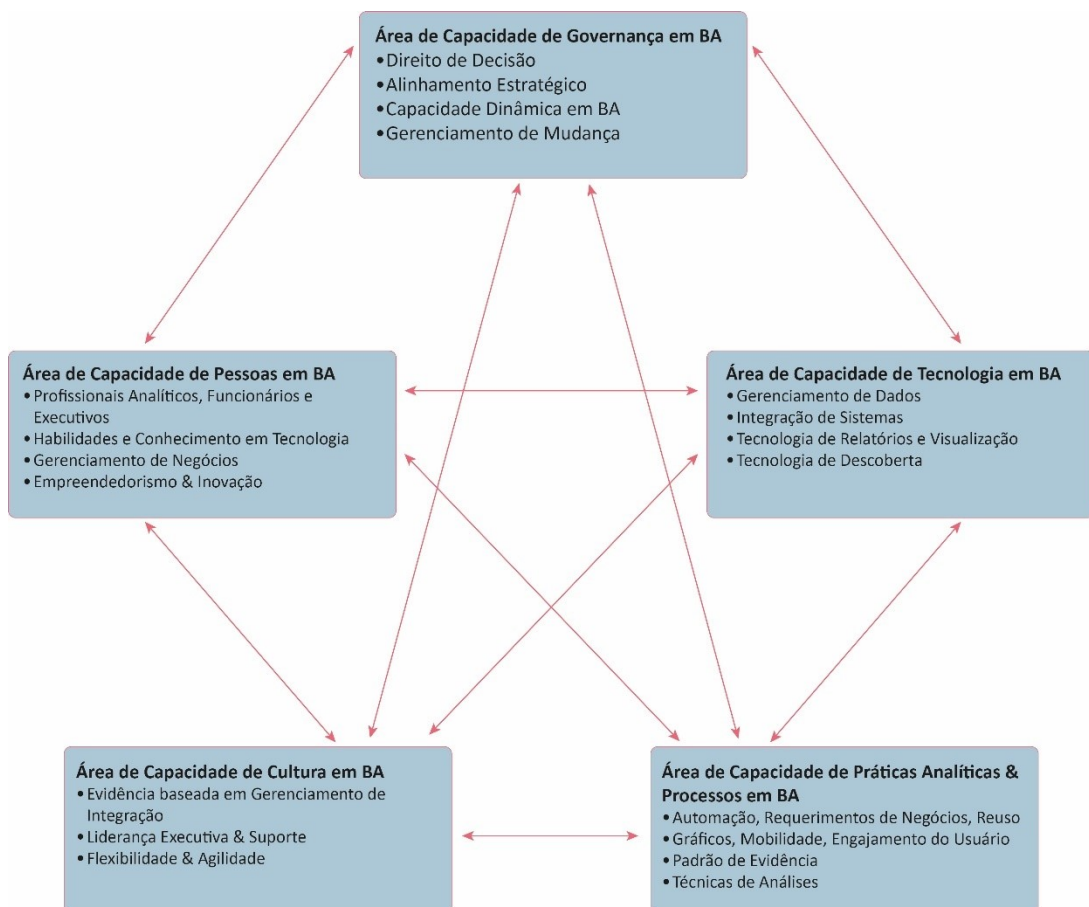 Área de Capacidade de Governança em BA
•Direito de Decisão
•Alinhamento Estratégico
•Capacidade Dinâmica em BA
•Gerenciamento de Mudança
Área de Capacidade de Pessoas em BA
•Profissionais Analíticos, Funcionários e
Executivos
•Habilidades e Conhecimento em Tecnologia
•Gerenciamento de Negócios
•Empreendedorismo & Inovação
Área de Capacidade de Tecnologia em BA
•Gerenciamento de Dados
•Integração de Sistemas
•Tecnologia de Relatórios e Visualização
•Tecnologia de Descoberta
Área de Capacidade de Cultura em BA
•Evidência baseada em Gerenciamento de
Integração
•Liderança Executiva & Suporte
•Flexibilidade & Agilidade
Área de Capacidade de Práticas Analíticas &
Processos em BA
•Automação, Requerimentos de Negócios, Reuso
•Gráficos, Mobilidade, Engajamento do Usuário
•Padrão de Evidência
•Técnicas de Análises